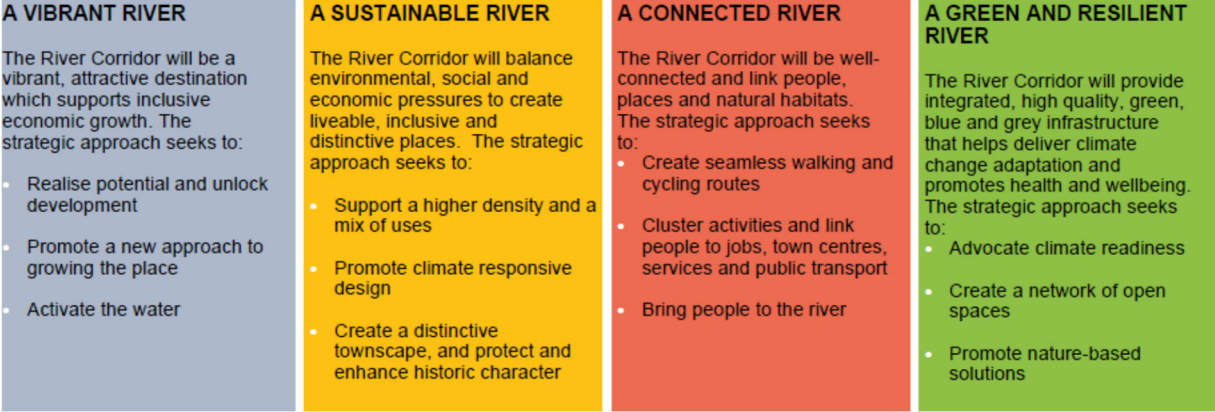 A VIBRANT RIVER
The River Corridor will be a
vibrant, attractive destination
which supports inclusive
economic growth. The
strategic approach seeks to:
• Realise potential and unlock
development
• Promote a new approach to
growing the place
• Activate the water
A SUSTAINABLE RIVER
The River Corridor will balance
environmental, social and
economic pressures to create
liveable, inclusive and
distinctive places. The strategic
approach seeks to:
• Support a higher density and a
mix of uses
• Promote climate responsive
design
• Create a distinctive
townscape, and protect and
enhance historic character
A CONNECTED RIVER
The River Corridor will be well-
connected and link people,
places and natural habitats.
The strategic approach seeks
to:
• Create seamless walking and
cycling routes
• Cluster activities and link
people to jobs, town centres,
services and public transport
• Bring people to the river
A GREEN AND RESILIENT
RIVER
The River Corridor will provide
integrated, high quality, green,
blue and grey infrastructure
that helps deliver climate
change adaptation and
promotes health and wellbeing.
The strategic approach seeks
to:
• Advocate climate readiness
• Create a network of open
spaces
• Promote nature-based
solutions